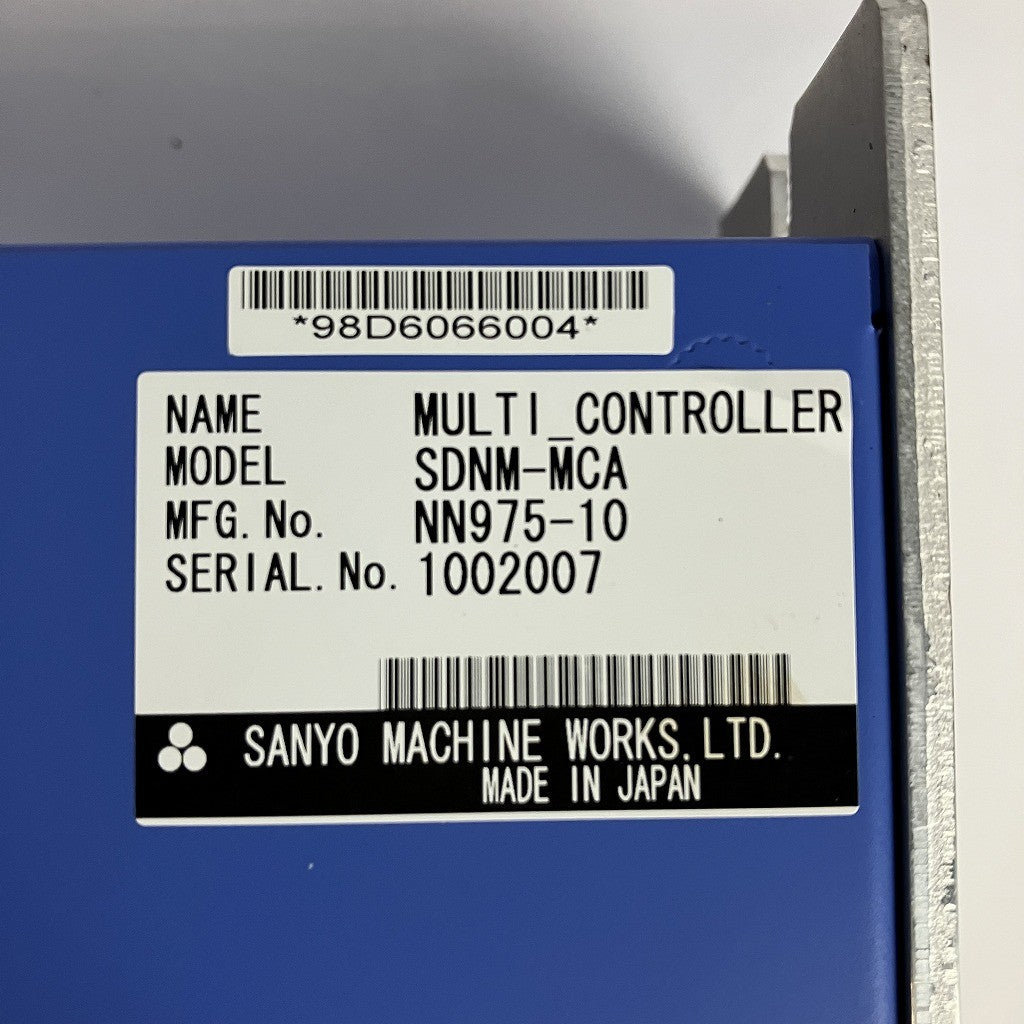 *98D6066004*
NAME MULTI_CONTROLLER
MODEL SDNM-MCA
MFG.No. NN975-10
SERIAL.No. 1002007
SANYO MACHINE WORKS.LTD.
MADE IN JAPAN